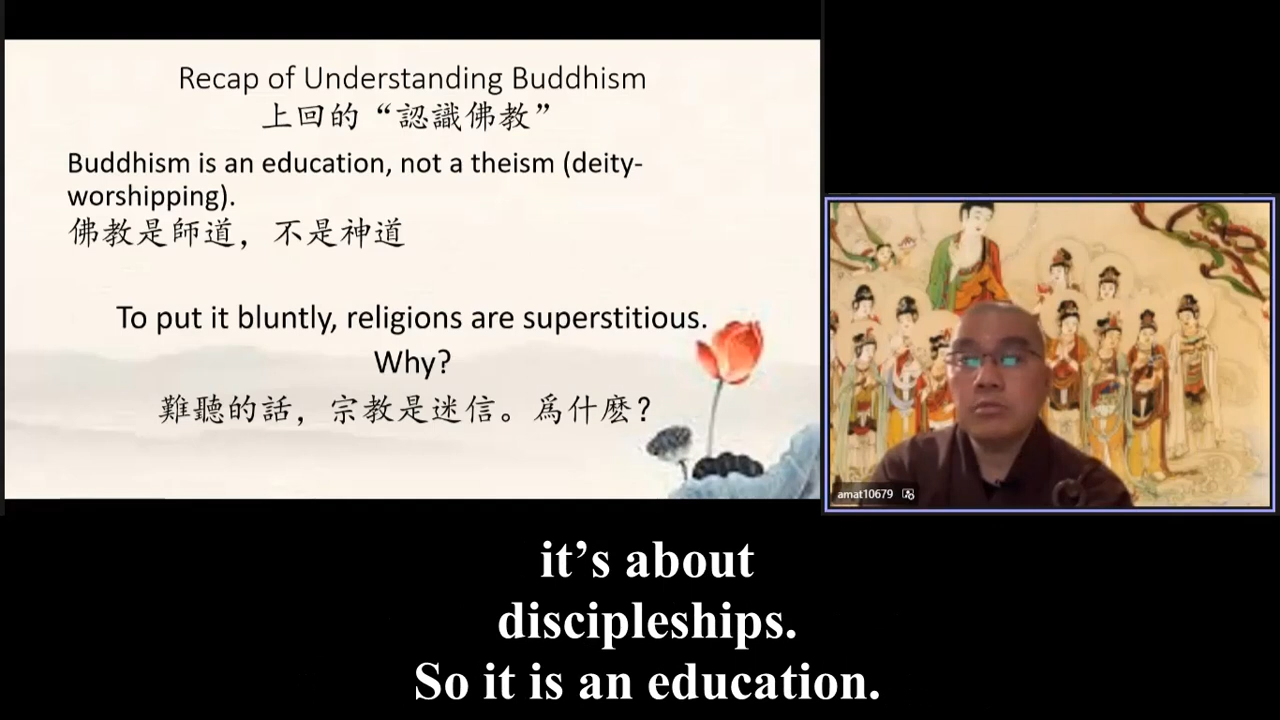 Recap of Understanding Buddhism
上回的“認識佛教”
Buddhism is an education, not a theism (deity-
worshipping).
佛教是師道，不是神道
To put it bluntly, religions are superstitious.
Why?
難聽的話，宗教是迷信。爲什麽？
amat10679
it’s about
discipleships.
So it is an education.